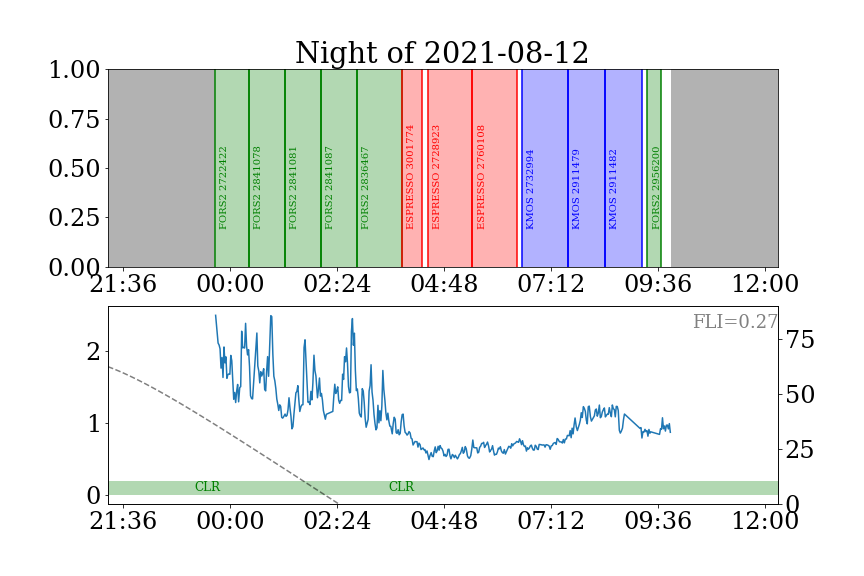 Night of 2021-08-12
1.00
0.75
0.50
0.25
0.00
FORS2 2722422
FORS2 2841078
FORS2 2841081
FORS2 2841087
FORS2 2836467
ESPRESSO 3001774
ESPRESSO 2728923
ESPRESSO 2760108
KMOS 2732994
KMOS 2911479
KMOS 2911482
FORS2 2956200
21:36 00:00 02:24 04:48 07:12 09:36 12:00
FLI=0.27
2
1
0
75
50
25
0
CLR CLR
21:36 00:00 02:24 04:48 07:12 09:36 12:00